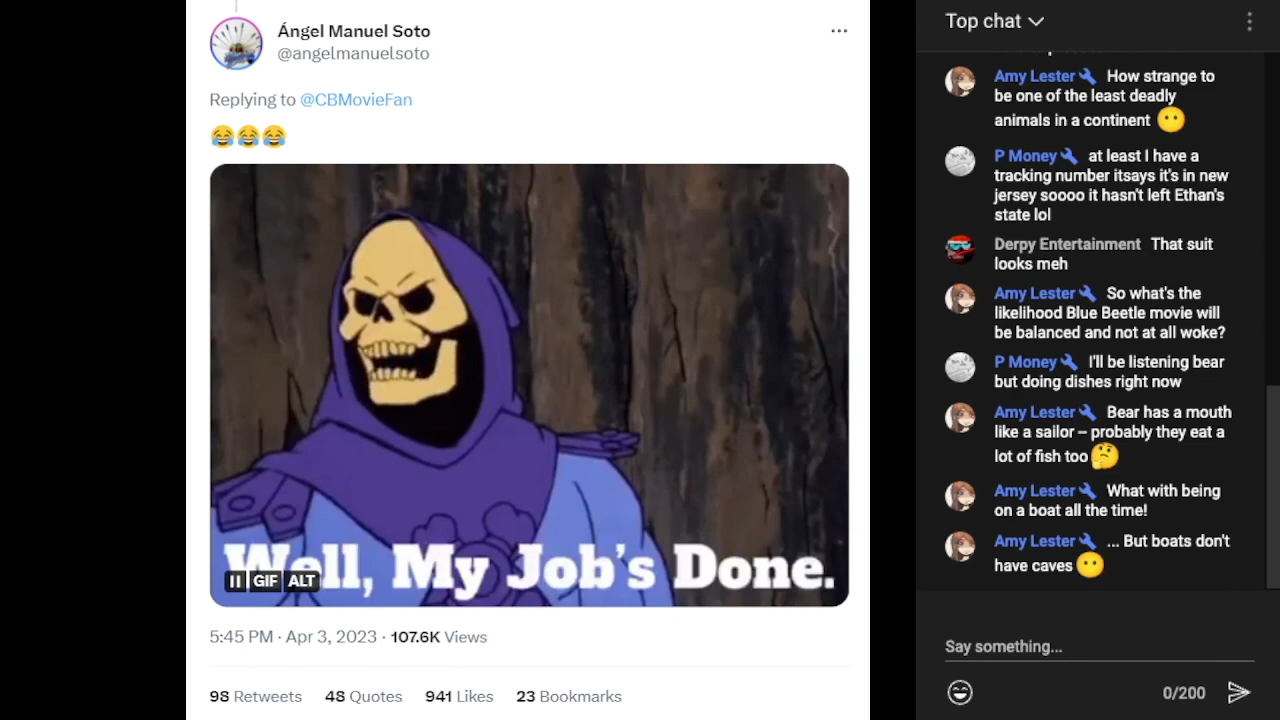 Ángel Manuel Soto
@angelmanuelsoto
Replying to @CBMovieFan
😂😂😂
Well, My Job's Done.
GIF ALT
5:45 PM · Apr 3, 2023 · 107.6K Views
98 Retweets 48 Quotes 941 Likes 23 Bookmarks
Top chat
Amy Lester How strange to
be one of the least deadly
animals in a continent 😶
P Money at least I have a
tracking number itsays it's in new
jersey soooo it hasn't left Ethan's
state lol
Derpy Entertainment That suit
looks meh
Amy Lester So what's the
likelihood Blue Beetle movie will
be balanced and not at all woke?
P Money I'll be listening bear
but doing dishes right now
Amy Lester Bear has a mouth
like a sailor – probably they eat a
lot of fish too 🤔
Amy Lester What with being
on a boat all the time!
Amy Lester ... But boats don't
have caves 😶
Say something...
0/200